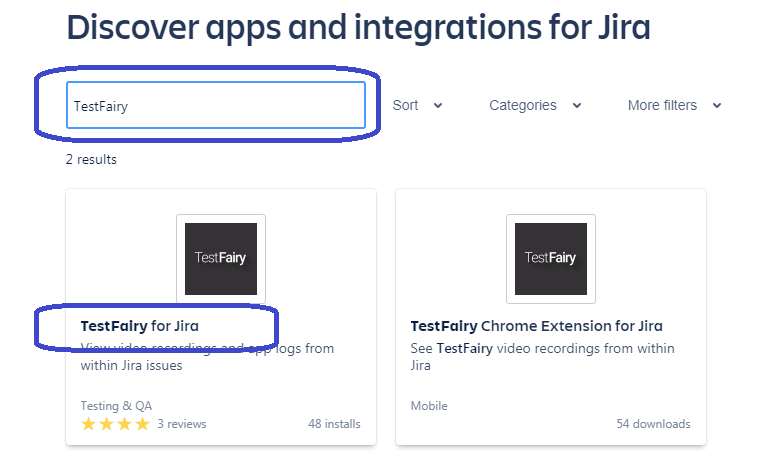 Discover apps and integrations for Jira
TestFairy
Sort
Categories
More filters
2 results
TestFairy
TestFairy for Jira
View video recordings and app logs from
within Jira issues
Testing & QA
3 reviews
48 installs
TestFairy
TestFairy Chrome Extension for Jira
See TestFairy video recordings from within
Jira
Mobile
54 downloads